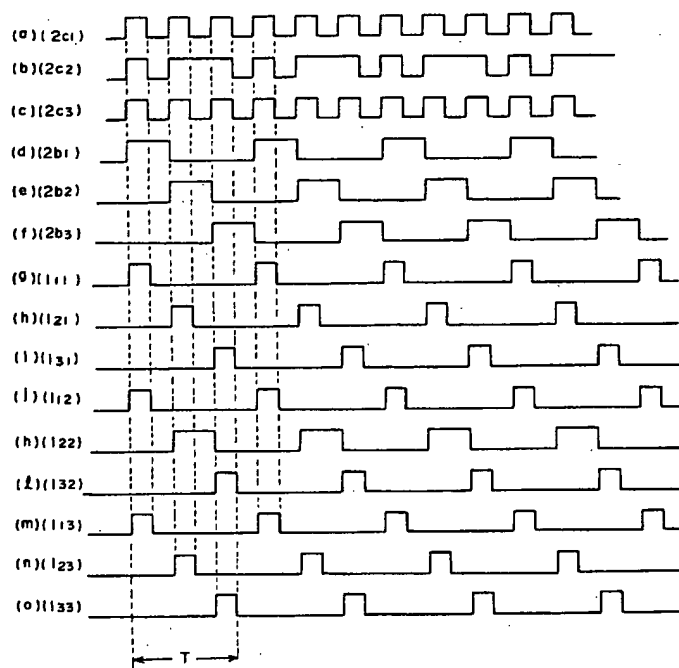 (a)(2c1)
(b)(2c2)
(c)(2c3)
(d)(2b1)
(e)(2b2)
(f)(2b3)
(g)(111)
(h)(121)
(i)(131)
(j)(112)
(h)(122)
(ℓ)(132)
(m)(113)
(n)(123)
(o)(133)
T